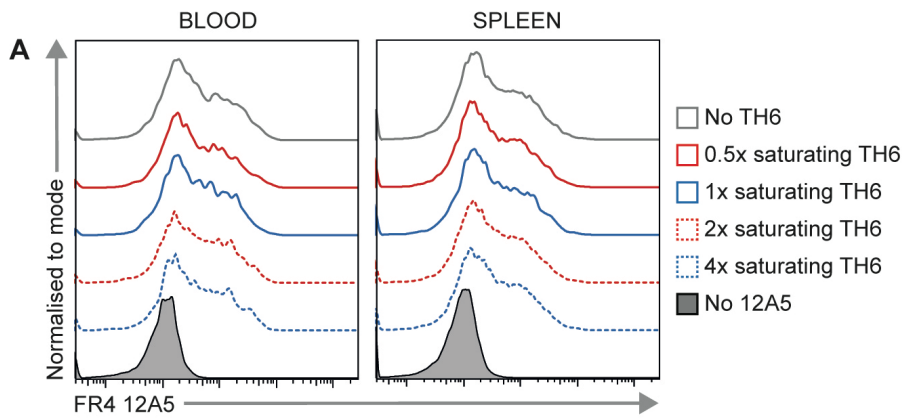 BLOOD
SPLEEN
A
Normalised to mode
FR4 12A5
No TH6
0.5x saturating TH6
1x saturating TH6
2x saturating TH6
4x saturating TH6
No 12A5